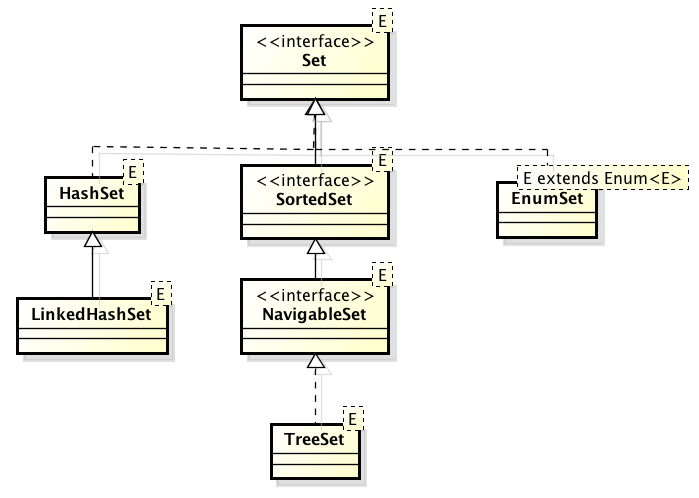 E
<<interface>>
Set
E
HashSet
E
<<interface>>
SortedSet
E extends Enum<E>
EnumSet
E
LinkedHashSet
E
<<interface>>
NavigableSet
E
TreeSet